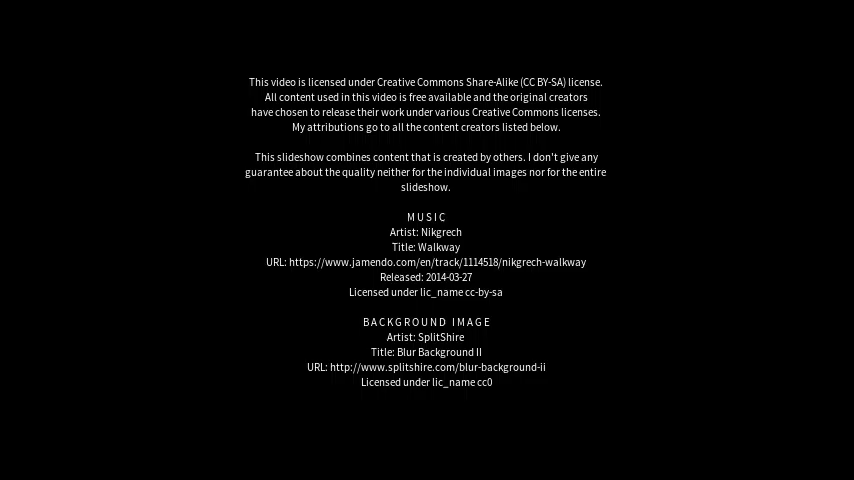 This video is licensed under Creative Commons Share-Alike (CC BY-SA) license.
All content used in this video is free available and the original creators
have chosen to release their work under various Creative Commons licenses.
My attributions go to all the content creators listed below.
This slideshow combines content that is created by others. I don't give any
guarantee about the quality neither for the individual images nor for the entire
slideshow.
MUSIC
Artist: Nikgrech
Title: Walkway
URL: https://www.jamendo.com/en/track/1114518/nikgrech-walkway
Released: 2014-03-27
Licensed under lic_name cc-by-sa
BACKGROUND IMAGE
Artist: SplitShire
Title: Blur Background II
URL: http://www.splitshire.com/blur-background-ii
Licensed under lic_name cc0